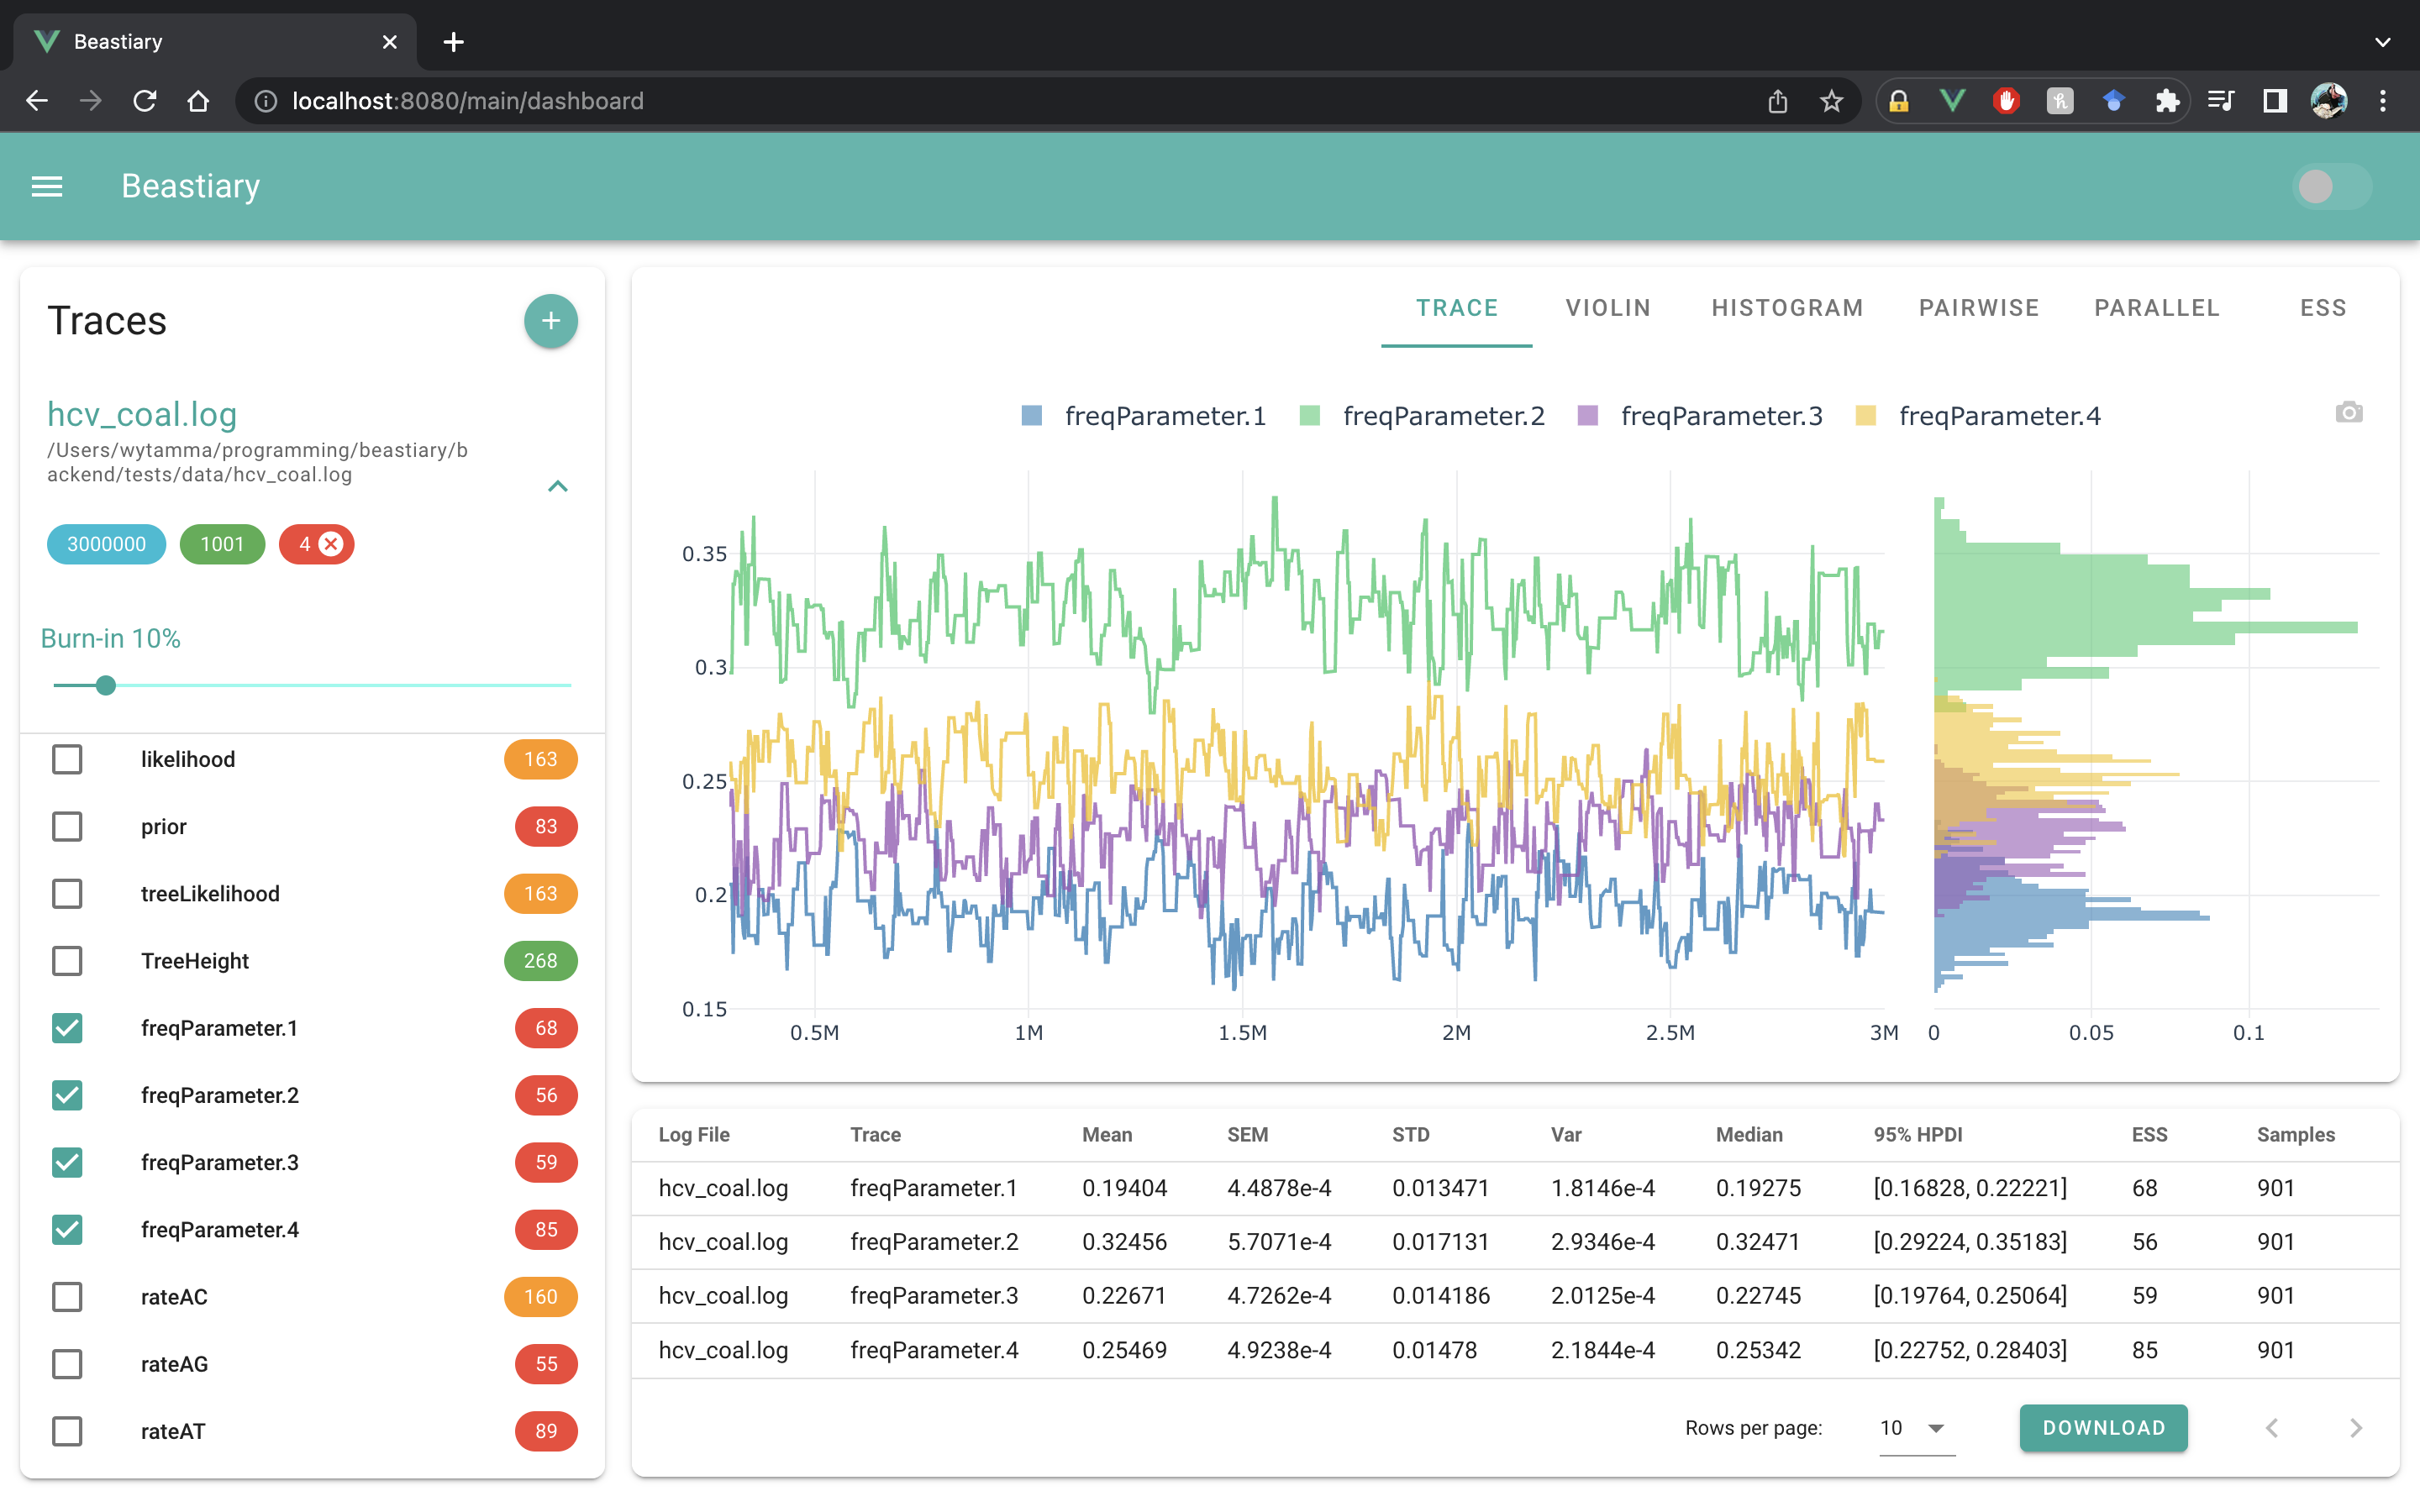 Beastiary
localhost:8080/main/dashboard
Beastiary
Traces
hcv_coal.log
/Users/wytamma/programming/beastiary/b
ackend/tests/data/hcv_coal.log
3000000 1001 4
Burn-in 10%
likelihood 163
prior 83
treeLikelihood 163
TreeHeight 268
freqParameter.1 68
freqParameter.2 56
freqParameter.3 59
freqParameter.4 85
rateAC 160
rateAG 55
rateAT 89
TRACE VIOLIN HISTOGRAM PAIRWISE PARALLEL ESS
freqParameter.1 freqParameter.2 freqParameter.3 freqParameter.4
0.35
0.3
0.25
0.2
0.15
0.5M 1M 1.5M 2M 2.5M 3M 0 0.05 0.1
Log File Trace Mean SEM STD Var Median 95% HPDI ESS Samples
hcv_coal.log freqParameter.1 0.19404 4.4878e-4 0.013471 1.8146e-4 0.19275 [0.16828, 0.22221] 68 901
hcv_coal.log freqParameter.2 0.32456 5.7071e-4 0.017131 2.9346e-4 0.32471 [0.29224, 0.35183] 56 901
hcv_coal.log freqParameter.3 0.22671 4.7262e-4 0.014186 2.0125e-4 0.22745 [0.19764, 0.25064] 59 901
hcv_coal.log freqParameter.4 0.25469 4.9238e-4 0.01478 2.1844e-4 0.25342 [0.22752, 0.28403] 85 901
Rows per page: 10 DOWNLOAD